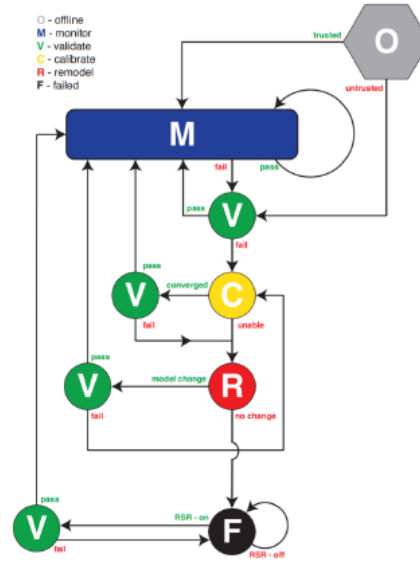 O - offline
M - monitor
V - validate
C - calibrate
R - remodel
F - failed
trusted
O
untrusted
M
fail
pass
pass
V
fail
pass
converged
V
C
fail
unable
pass
model change
V
R
fail
no change
pass
RSR - on
V
F
fail
RSR - off